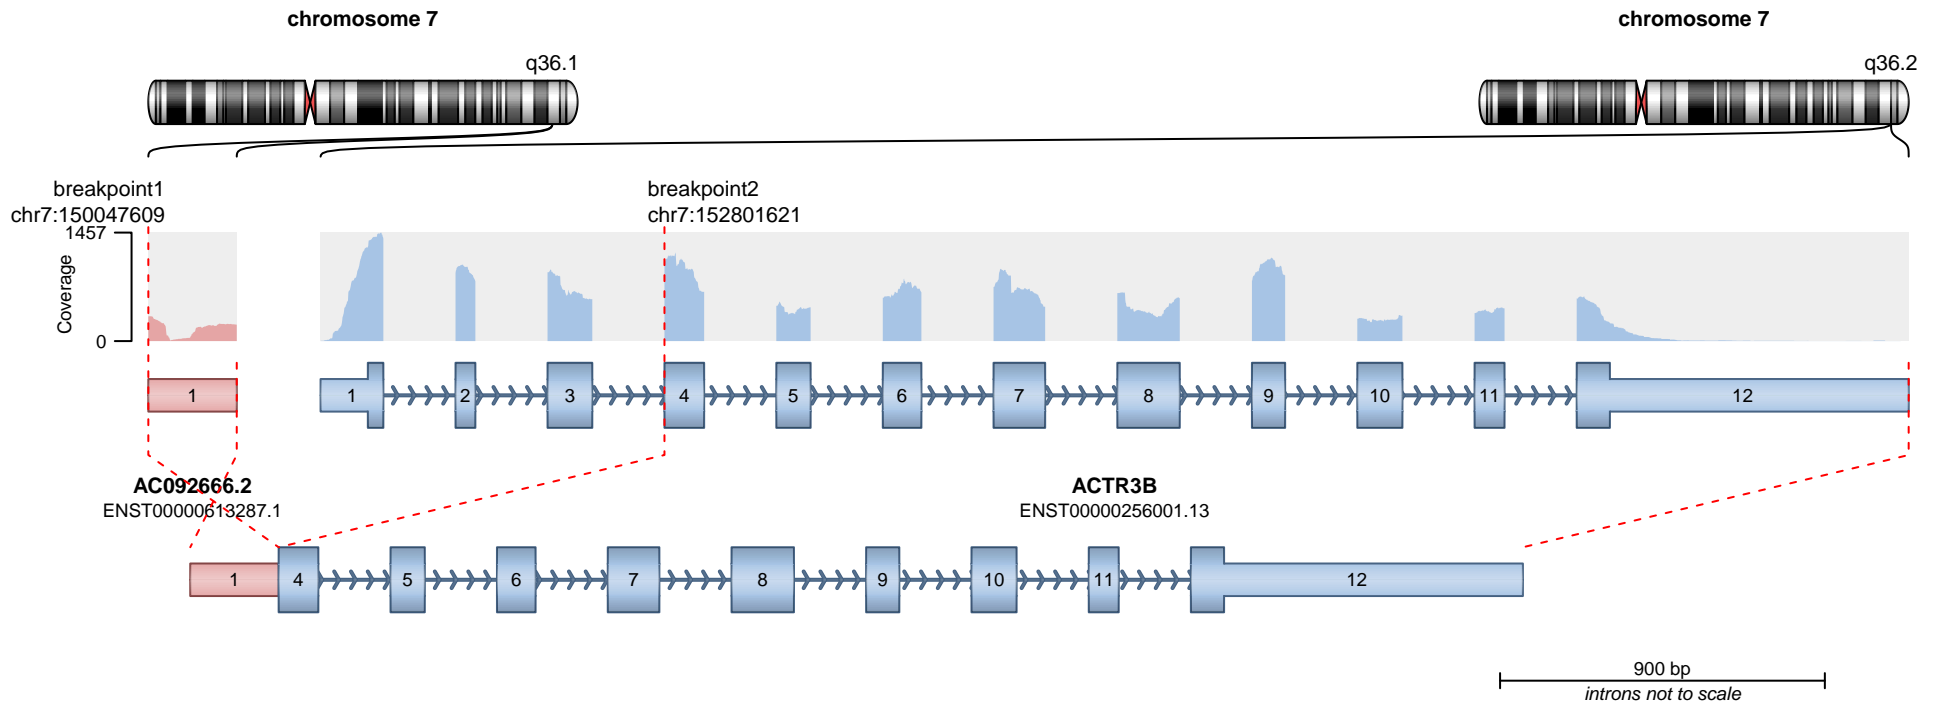 chromosome 7
chromosome 7
q36.1
q36.2
breakpoint1
chr7:150047609
breakpoint2
chr7:152801621
1457
Coverage
0
1
1 2 3 4 5 6 7 8 9 10 11 12
AC092666.2
ENST00000613287.1
ACTR3B
ENST00000256001.13
1 4 5 6 7 8 9 10 11 12
900 bp
introns not to scale